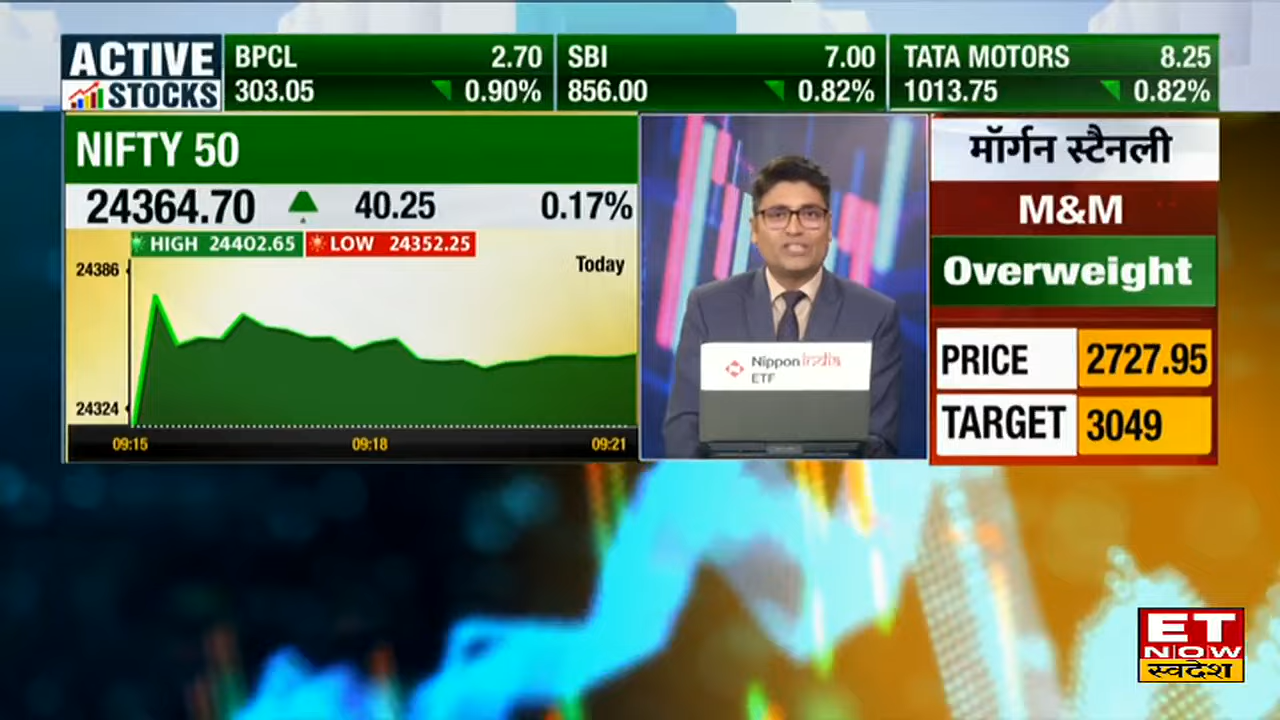 ACTIVE
STOCKS
BPCL 2.70
303.05 0.90%
SBI 7.00
856.00 0.82%
TATA MOTORS 8.25
1013.75 0.82%
NIFTY 50
24364.70 40.25 0.17%
HIGH 24402.65 LOW 24352.25
Today
24386
24324
09:15 09:18 09:21
Nippon india
ETF
मॉर्गन स्टैनली
M&M
Overweight
PRICE 2727.95
TARGET 3049
ET
NOW
स्वदेश